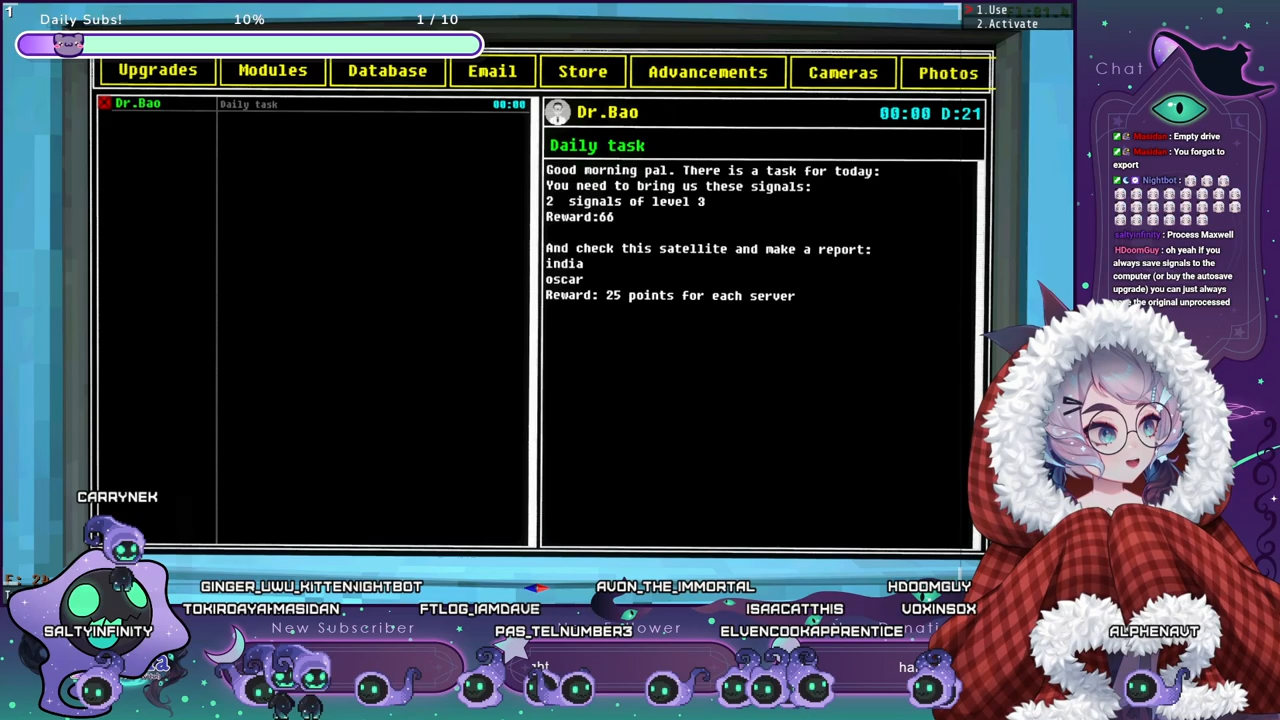 1
Daily Subs!
10%
1 / 10
1.Use
2.Activate
Upgrades
Modules
Database
Email
Store
Advancements
Cameras
Photos
Dr.Bao
Daily task
00:00
Dr.Bao
00:00 D:21
Daily task
Good morning pal. There is a task for today:
You need to bring us these signals:
2 signals of level 3
Reward:66
And check this satellite and make a report:
india
oscar
Reward: 25 points for each server
Chat
Masidan : Empty drive
Masidan : You forgot to
export
Nightbot :
saltyinfinity : Process Maxwell
HDoomGuy : oh yeah if you
always save signals to the
computer (or buy the autosave
upgrade) you can just always
the original unprocessed
CARRYNEK
GINGER_UWU_KITTENIGHTBOT
AVON_THE_IMMORTAL
HDOOMGUY
MASIDAN
FTLOG_IAMDAVE
ISAACATTHIS
VOXINSOX
SALTYINFINITY
New Subscriber
PAS_TELNUMBER3
ELVENCOOKAPPRENTICE
ALPHENAUT